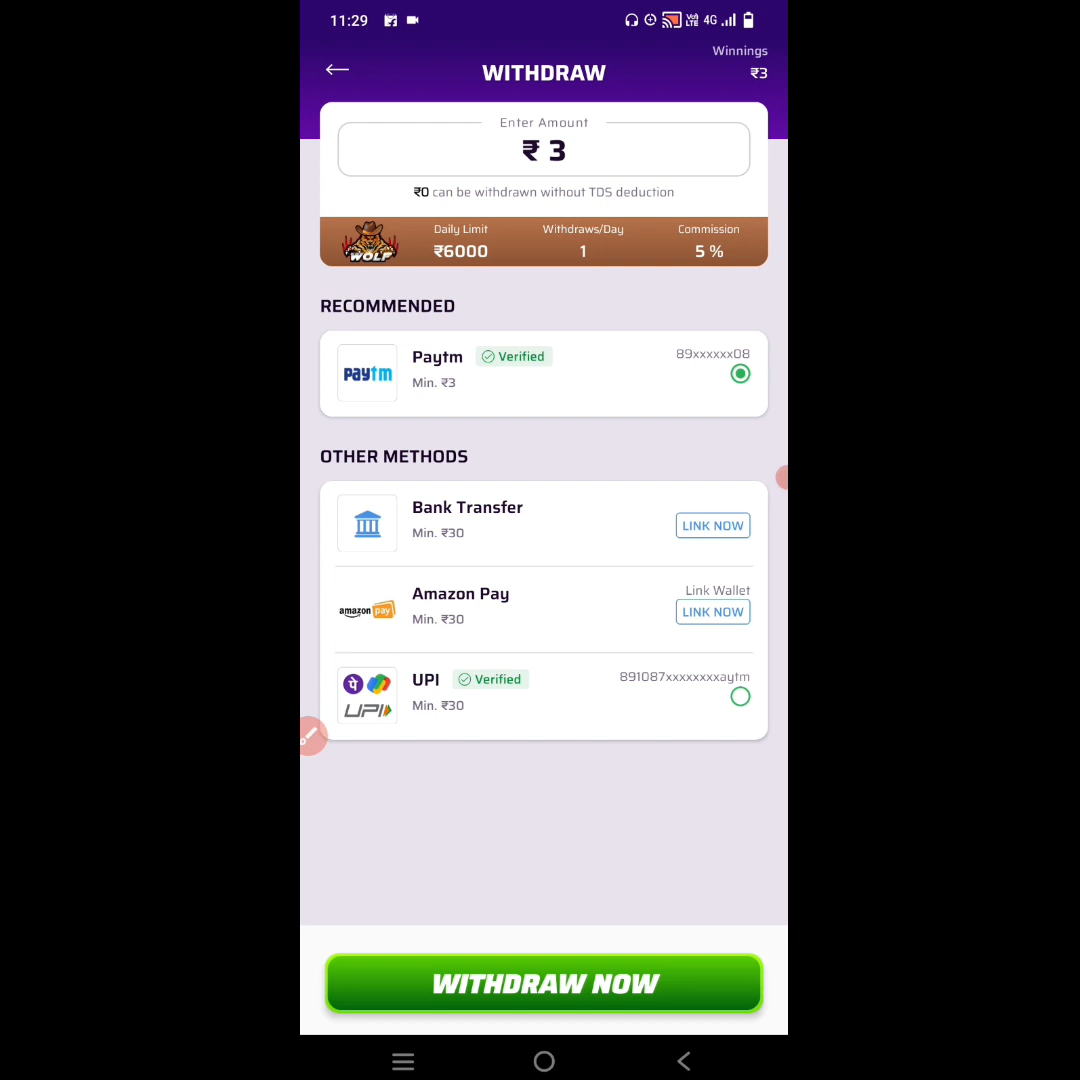 11:29
VoD LTE 4G
Winnings
₹3
WITHDRAW
Enter Amount
₹ 3
₹0 can be withdrawn without TDS deduction
WOLF
Daily Limit
₹6000
Withdraws/Day
1
Commission
5 %
RECOMMENDED
paytm
Paytm
Verified
Min. ₹3
89xxxxxx08
OTHER METHODS
Bank Transfer
Min. ₹30
LINK NOW
amazon pay
Amazon Pay
Min. ₹30
Link Wallet
LINK NOW
पे
UPI
UPI
Verified
Min. ₹30
891087xxxxxxxxaytm
WITHDRAW NOW